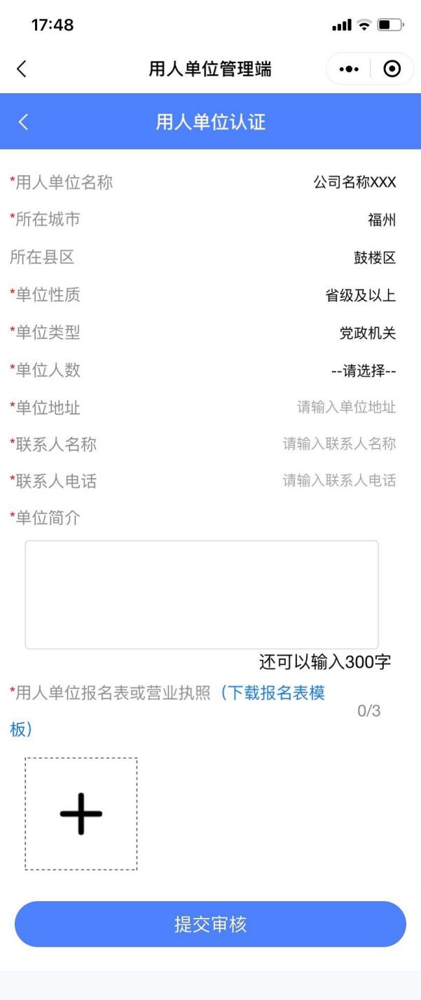 17:48
用人单位管理端
用人单位认证
*用人单位名称 公司名称XXX
*所在城市 福州
所在县区 鼓楼区
*单位性质 省级及以上
*单位类型 党政机关
*单位人数 --请选择--
*单位地址 请输入单位地址
*联系人名称 请输入联系人名称
*联系人电话 请输入联系人电话
*单位简介
还可以输入300字
*用人单位报名表或营业执照（下载报名表模
板）
0/3
提交审核